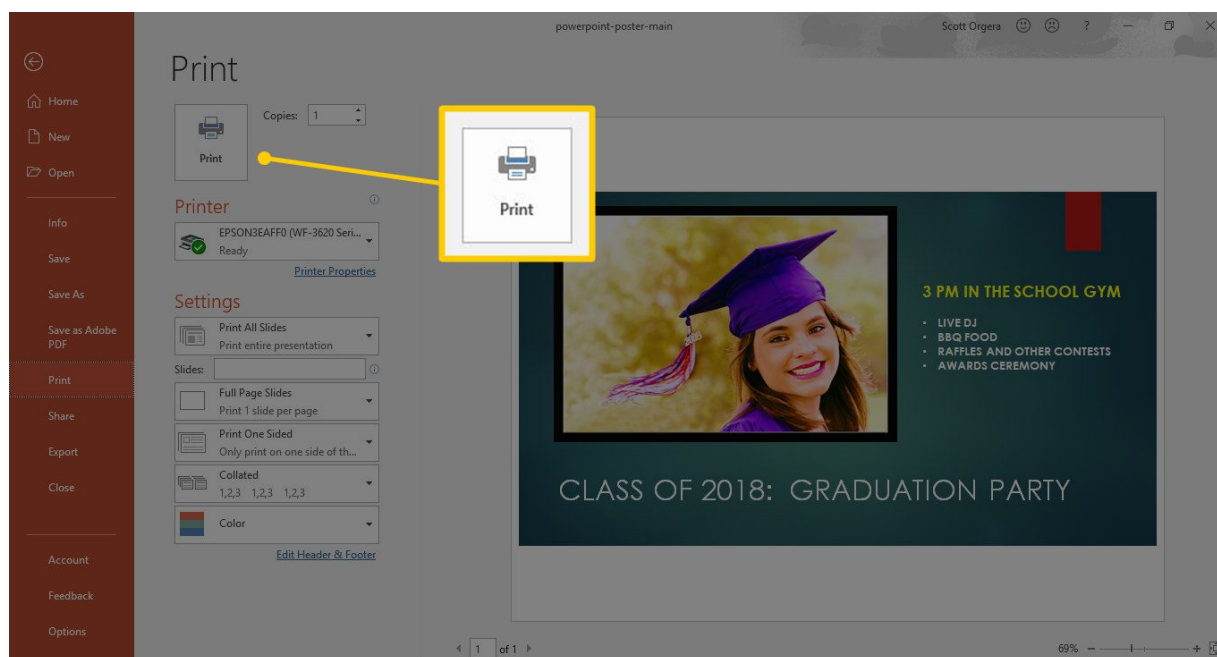 powerpoint-poster-main
Scott Orgera
?
Print
Home
New
Open
Info
Save
Save As
Save as Adobe
PDF
Print
Share
Export
Close
Account
Feedback
Options
Copies: 1
Print
Printer
EPSON3EAFF0 (WF-3620 Seri...
Ready
Printer Properties
Settings
Print All Slides
Print entire presentation
Slides:
Full Page Slides
Print 1 slide per page
Print One Sided
Only print on one side of th...
Collated
1,2,3 1,2,3 1,2,3
Color
Edit Header & Footer
Print
3 PM IN THE SCHOOL GYM
• LIVE DJ
• BBQ FOOD
• RAFFLES AND OTHER CONTESTS
• AWARDS CEREMONY
CLASS OF 2018: GRADUATION PARTY
1 of 1
69%